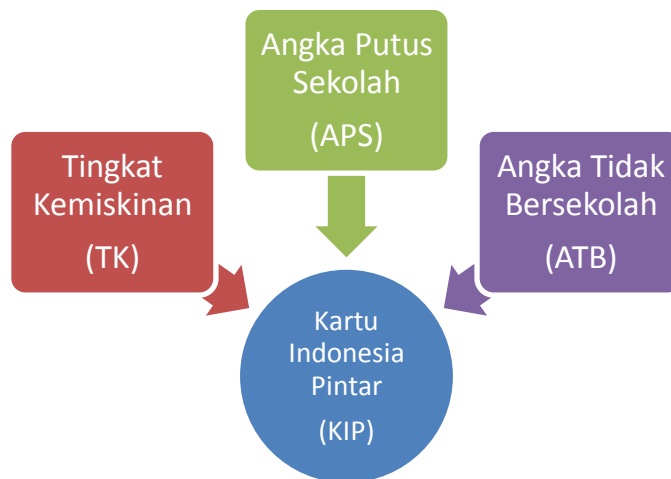 Angka Putus
Sekolah
(APS)
Tingkat
Kemiskinan
(TK)
Angka Tidak
Bersekolah
(ATB)
Kartu
Indonesia
Pintar
(KIP)